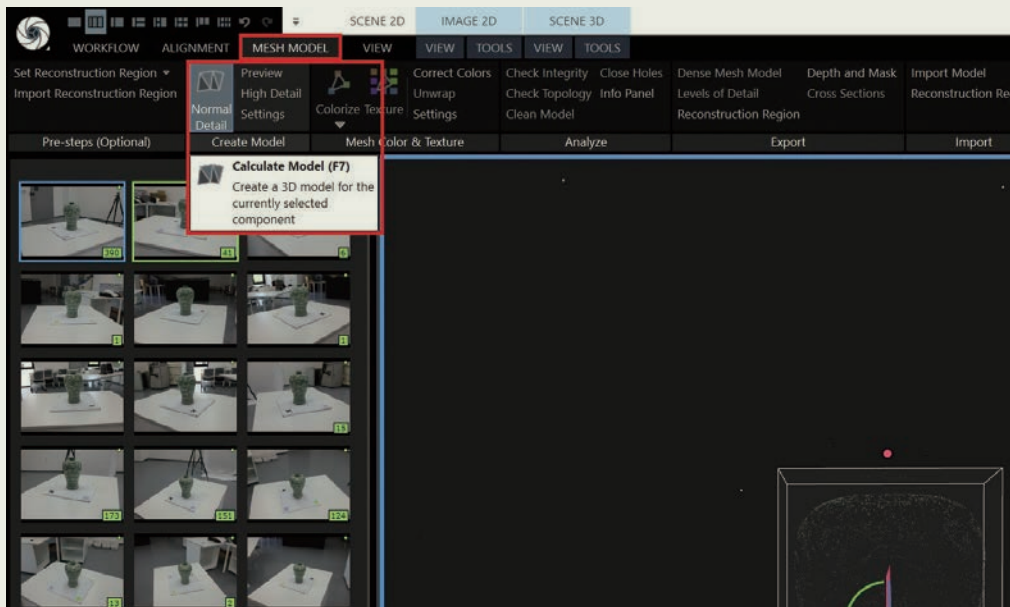 SCENE 2D IMAGE 2D SCENE 3D
WORKFLOW ALIGNMENT MESH MODEL VIEW VIEW TOOLS VIEW TOOLS
Set Reconstruction Region
Import Reconstruction Region
Pre-steps (Optional)
Normal
Detail
Preview
High Detail
Settings
Create Model
Colorize Texture
Correct Colors
Unwrap
Settings
Mesh Color & Texture
Check Integrity Close Holes
Check Topology Info Panel
Clean Model
Analyze
Dense Mesh Model Depth and Mask
Levels of Detail Cross Sections
Reconstruction Region
Export
Import Model
Reconstruction Re
Import
Calculate Model (F7)
Create a 3D model for the
currently selected
component
390 41 6
1 1
15
173 151 124
13 2